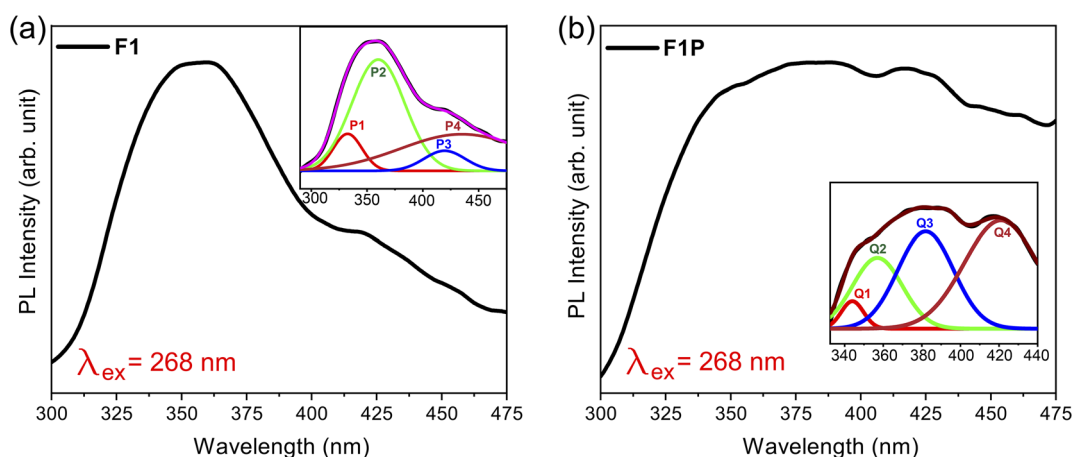 (a)
F1
PL Intensity (arb. unit)
λex = 268 nm
300 325 350 375 400 425 450 475
Wavelength (nm)
P1
P2
P3
P4
300 350 400 450
(b)
F1P
PL Intensity (arb. unit)
λex = 268 nm
300 325 350 375 400 425 450 475
Wavelength (nm)
Q1
Q2
Q3
Q4
340 360 380 400 420 440